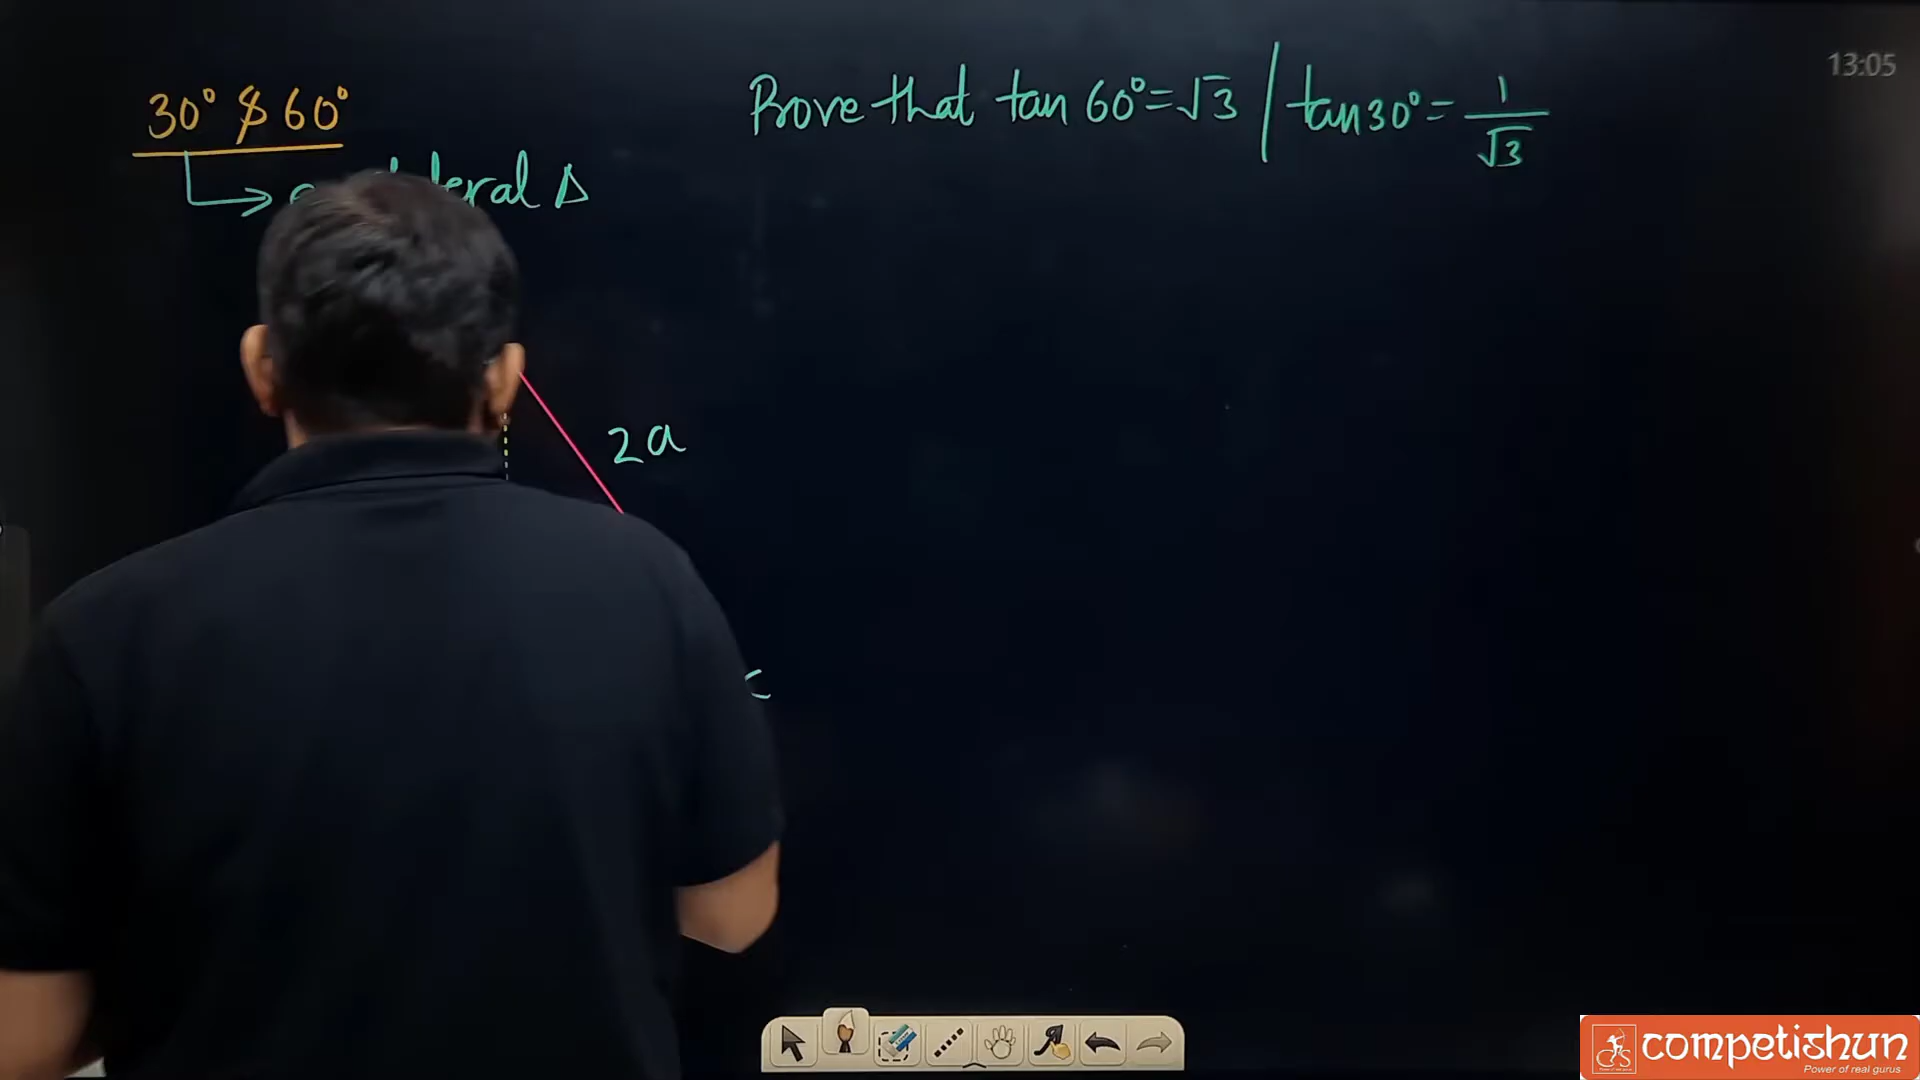 30° & 60°
Prove that tan 60° = √3 | tan 30° = 1/√3
13:05
Δ
2a
C
competishun
Power of real gurus